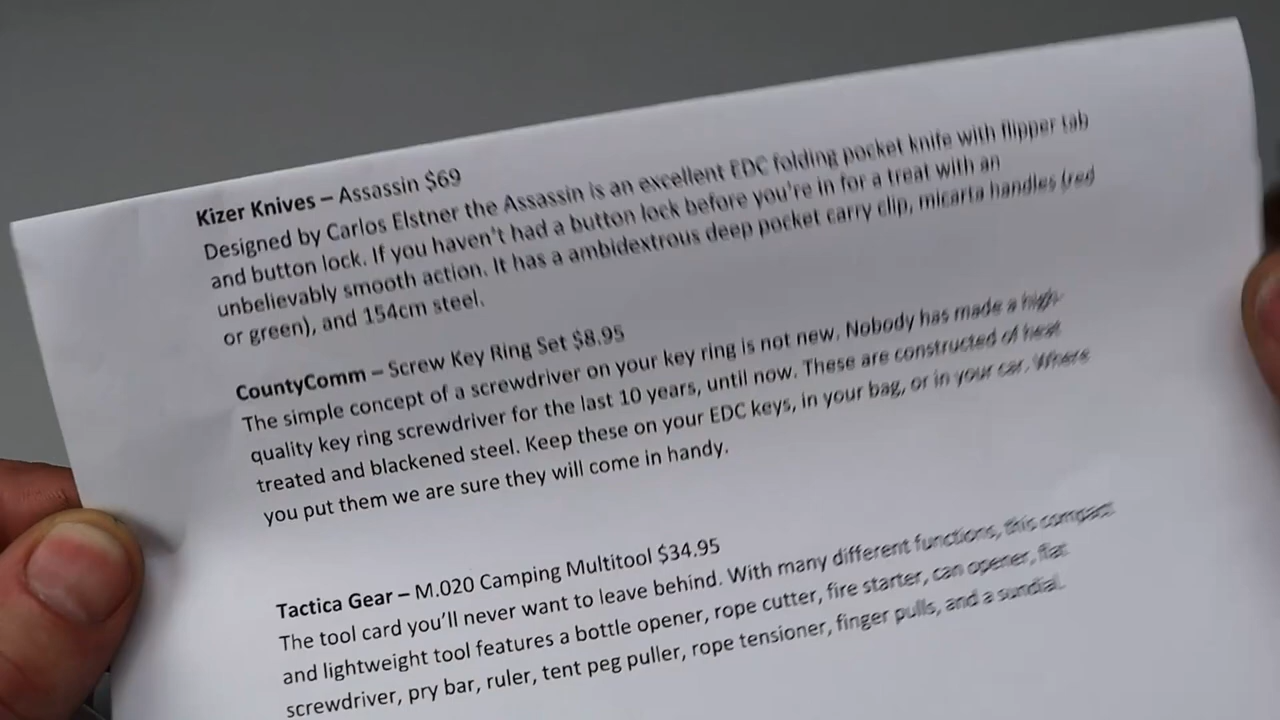 Kizer Knives – Assassin $69
Designed by Carlos Elstner the Assassin is an excellent EDC folding pocket knife with flipper tab
and button lock. If you haven't had a button lock before you're in for a treat with an
unbelievably smooth action. It has a ambidextrous deep pocket carry clip, micarta handles (red
or green), and 154cm steel.
CountyComm – Screw Key Ring Set $8.95
The simple concept of a screwdriver on your key ring is not new. Nobody has made a high-
quality key ring screwdriver for the last 10 years, until now. These are constructed of heat
treated and blackened steel. Keep these on your EDC keys, in your bag, or in your car. Where
you put them we are sure they will come in handy.
Tactica Gear – M.020 Camping Multitool $34.95
The tool card you'll never want to leave behind. With many different functions, this compact
and lightweight tool features a bottle opener, rope cutter, fire starter, can opener, flat
screwdriver, pry bar, ruler, tent peg puller, rope tensioner, finger pulls, and a sundial.